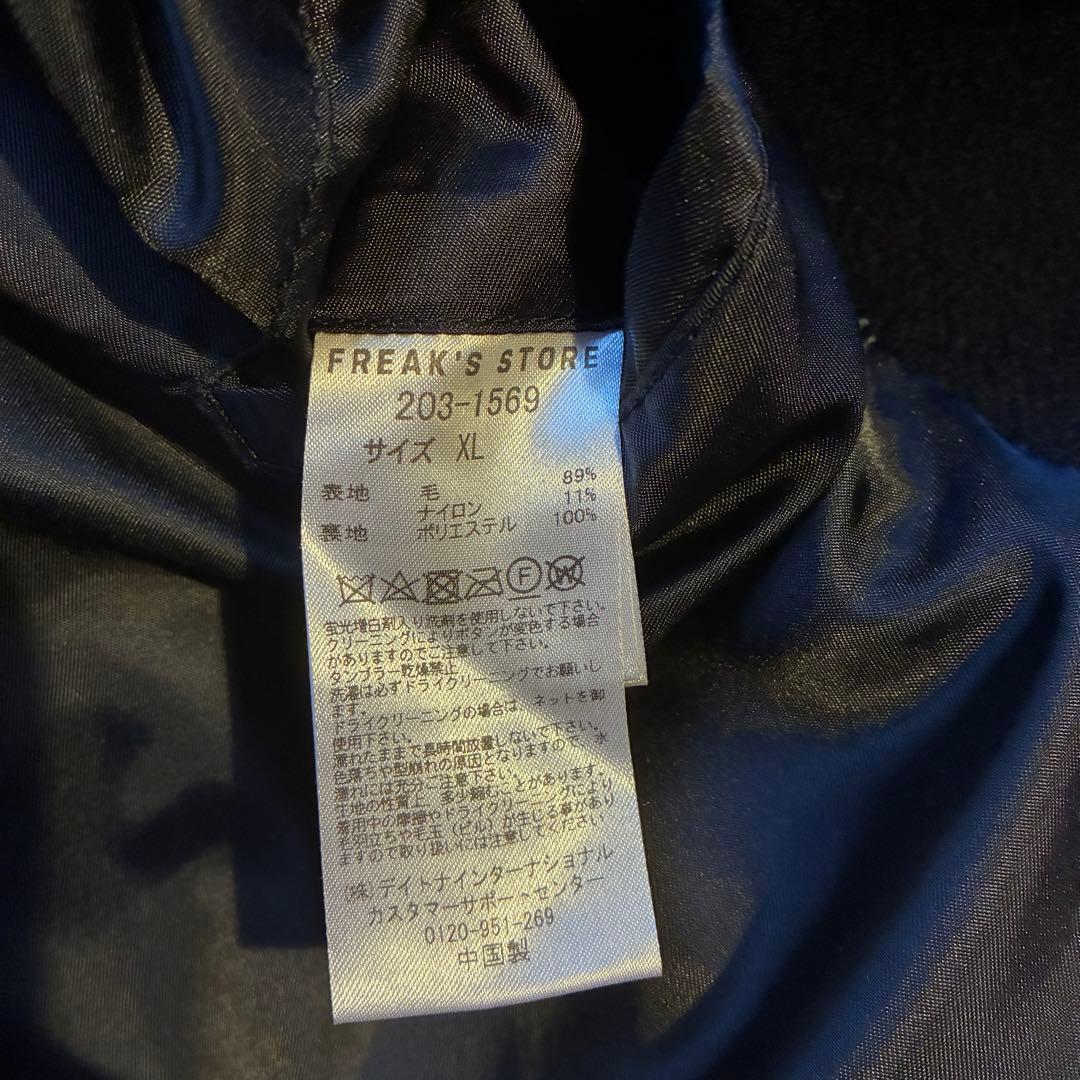 FREAK'S STORE
203-1569
サイズ XL
表地 毛 89%
ナイロン 11%
裏地 ポリエステル 100%
F W
蛍光増白剤入り洗剤を使用しないで下さい。
クリーニングによりボタンが変色する場合
がありますのでご注意して下さい。
タンブラー乾燥禁止
洗濯は必ずドライクリーニングでお願いし
ます。
ドライクリーニングの場合は、ネットを御
使用下さい。
濡れたままで長時間放置しないで下さい。
色落ちや型崩れの原因となりますので、水
濡れには充分ご注意下さい。
生地の性質上、多少縮むことがあります。
着用中の摩擦やドライクリーニングにより
毛羽立ちや毛玉（ピル）が生じる事があり
ますので取り扱いには注意してください
(株)デイトナインターナショナル
カスタマーサポートセンター
0120-951-269
中国製